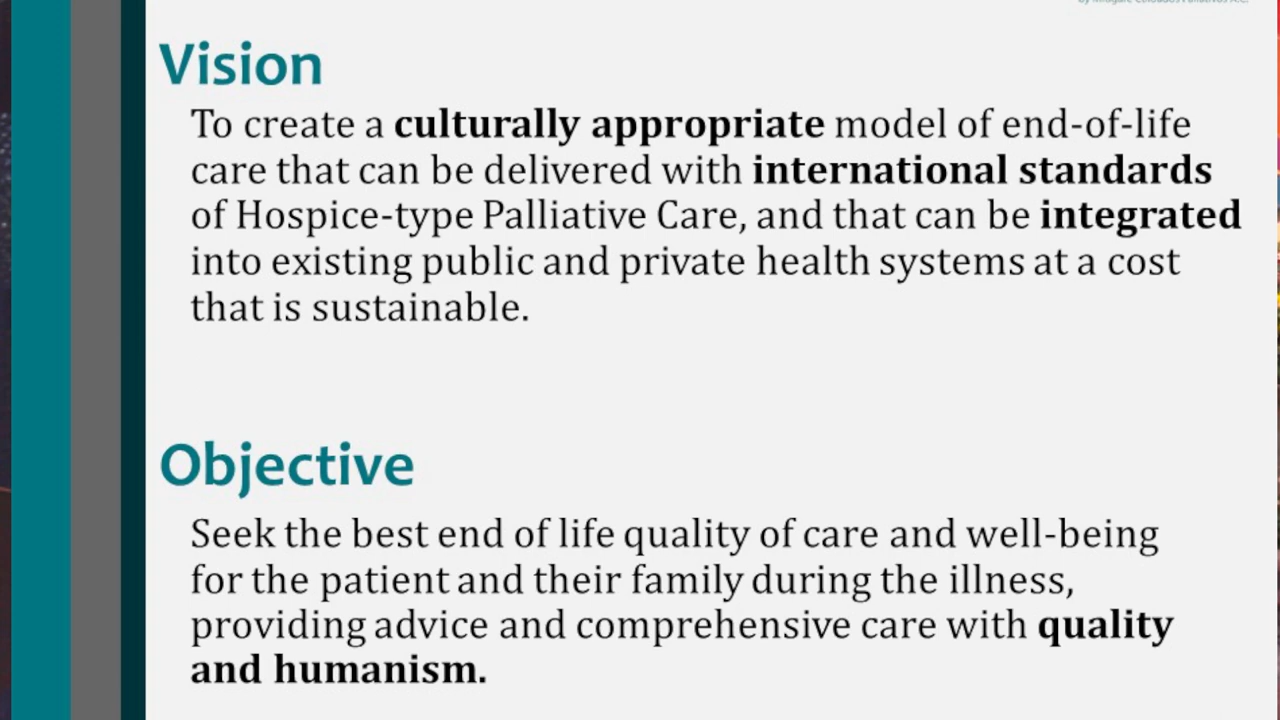 Vision
To create a culturally appropriate model of end-of-life
care that can be delivered with international standards
of Hospice-type Palliative Care, and that can be integrated
into existing public and private health systems at a cost
that is sustainable.
Objective
Seek the best end of life quality of care and well-being
for the patient and their family during the illness,
providing advice and comprehensive care with quality
and humanism.